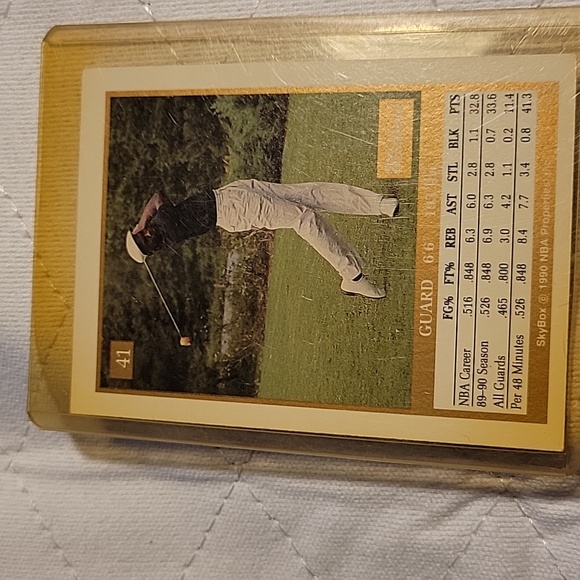 41
GUARD 6'6"
FG% FT% REB AST STL BLK PTS
NBA Career .516 .848 6.3 6.0 2.8 1.1 32.8
89-90 Season .526 .848 6.9 6.3 2.8 0.7 33.6
All Guards .465 .800 3.0 4.2 1.1 0.2 11.4
Per 48 Minutes .526 .848 8.4 7.7 3.4 0.8 41.3
SkyBox © 1990 NBA Properties